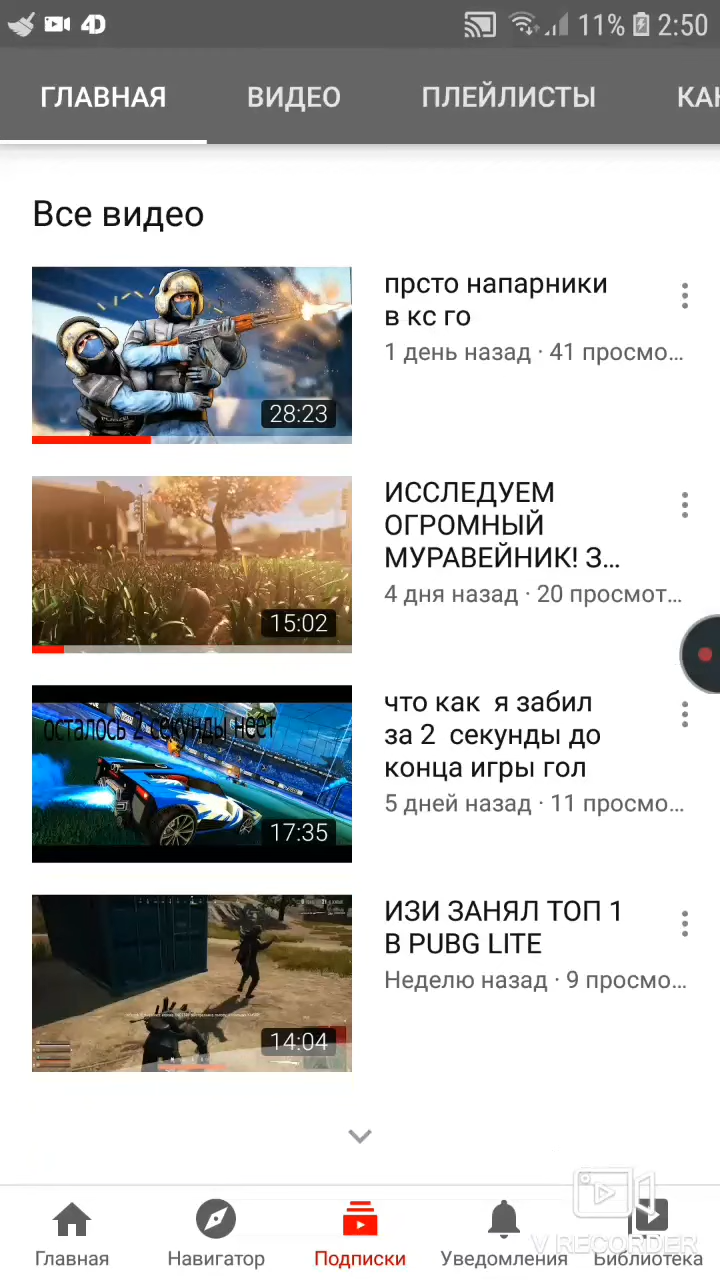 4D 11% 2:50
ГЛАВНАЯ ВИДЕО ПЛЕЙЛИСТЫ КАН
Все видео
28:23
прсто напарники
в кс го
1 день назад · 41 просмо...
15:02
ИССЛЕДУЕМ
ОГРОМНЫЙ
МУРАВЕЙНИК! З...
4 дня назад · 20 просмот...
осталось 2 секунды неет
17:35
что как я забил
за 2 секунды до
конца игры гол
5 дней назад · 11 просмо...
14:04
ИЗИ ЗАНЯЛ ТОП 1
В PUBG LITE
Неделю назад · 9 просмо...
Главная Навигатор Подписки Уведомления Библиотека
V RECORDER